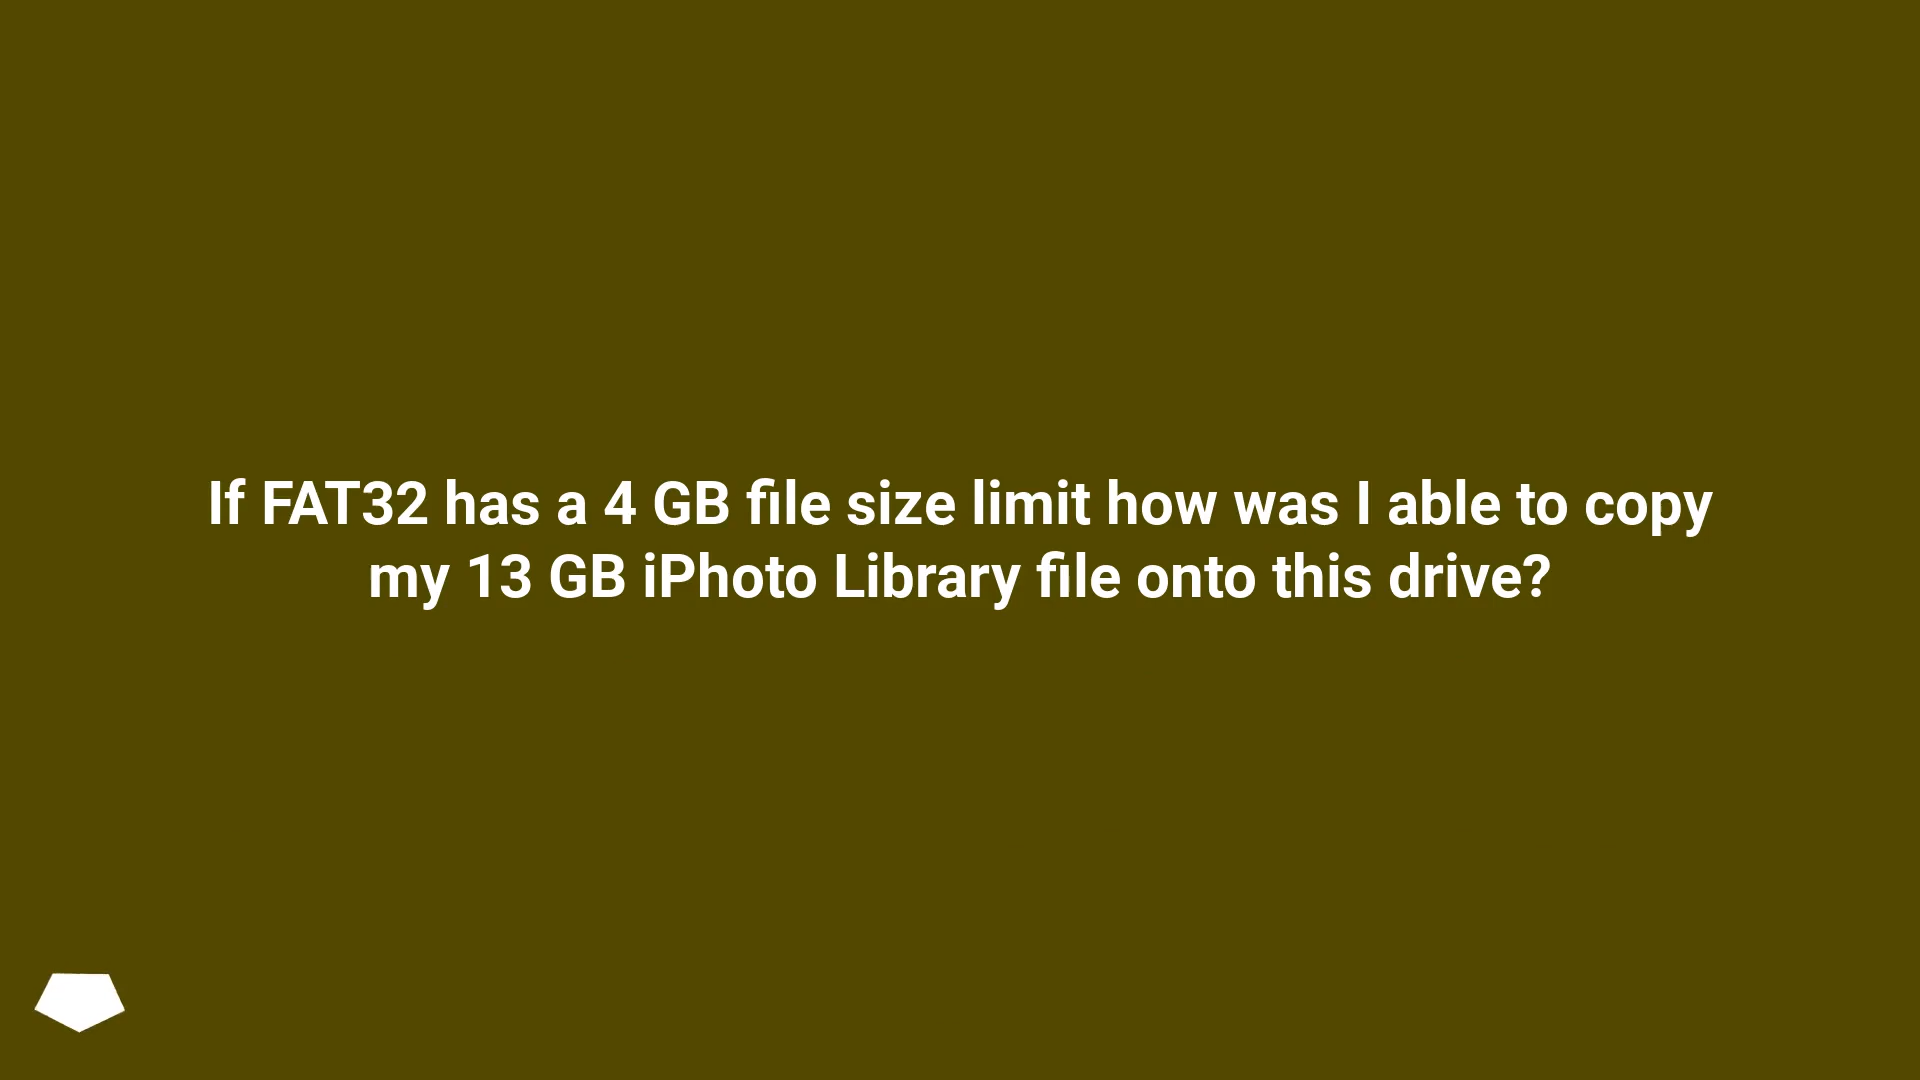 If FAT32 has a 4 GB file size limit how was I able to copy
my 13 GB iPhoto Library file onto this drive?